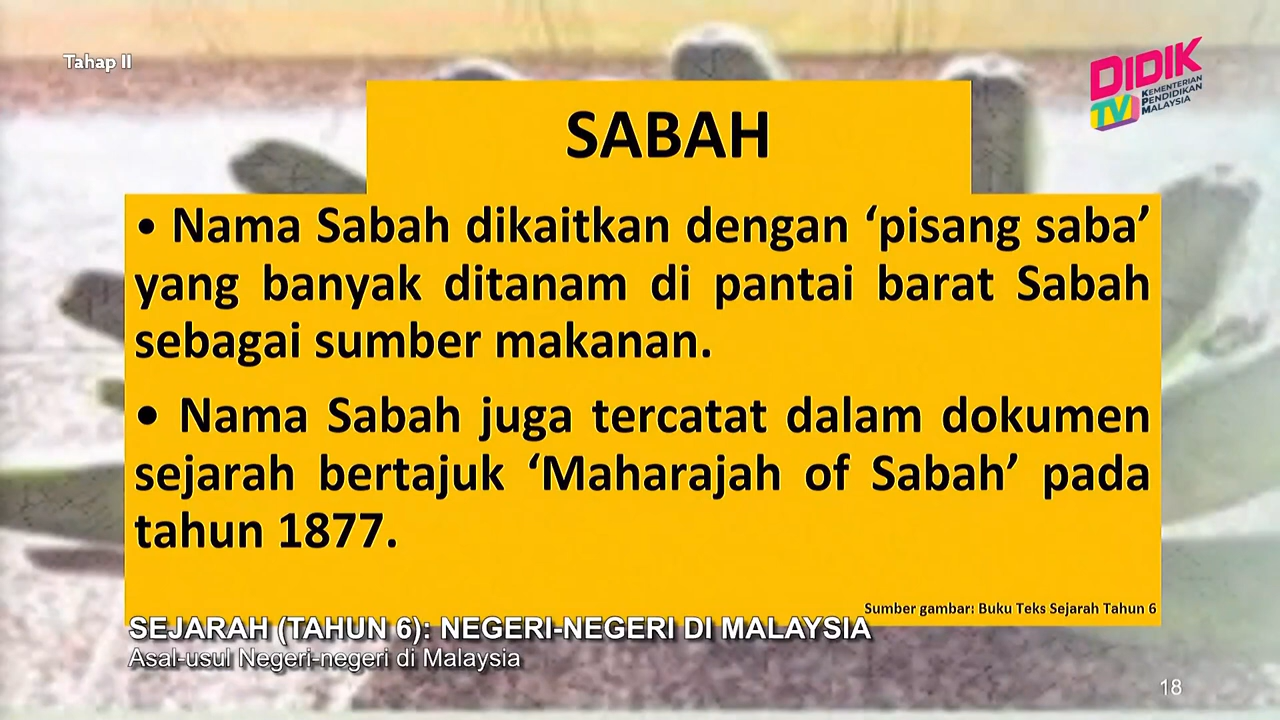 Tahap II
DIDIK
TV
KEMENTERIAN
PENDIDIKAN
MALAYSIA
SABAH
• Nama Sabah dikaitkan dengan ‘pisang saba’
yang banyak ditanam di pantai barat Sabah
sebagai sumber makanan.
• Nama Sabah juga tercatat dalam dokumen
sejarah bertajuk ‘Maharajah of Sabah’ pada
tahun 1877.
Sumber gambar: Buku Teks Sejarah Tahun 6
SEJARAH (TAHUN 6): NEGERI-NEGERI DI MALAYSIA
Asal-usul Negeri-negeri di Malaysia
18